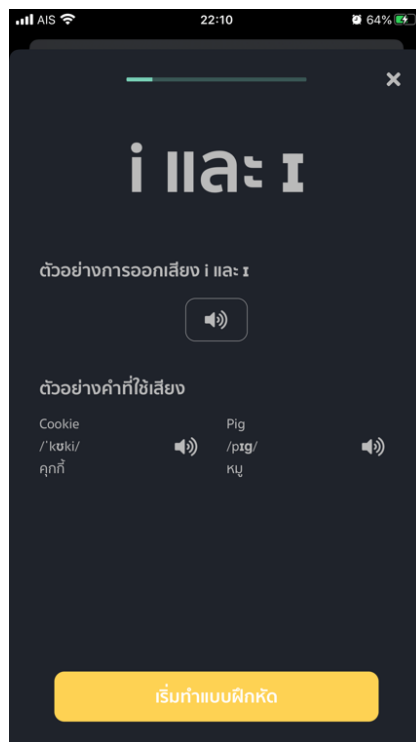 AIS 22:10 64%
i และ ɪ
ตัวอย่างการออกเสียง i และ ɪ
ตัวอย่างคำที่ใช้เสียง
Cookie
/ˈkʊki/
คุกกี้
Pig
/pɪg/
หมู
เริ่มทำแบบฝึกหัด